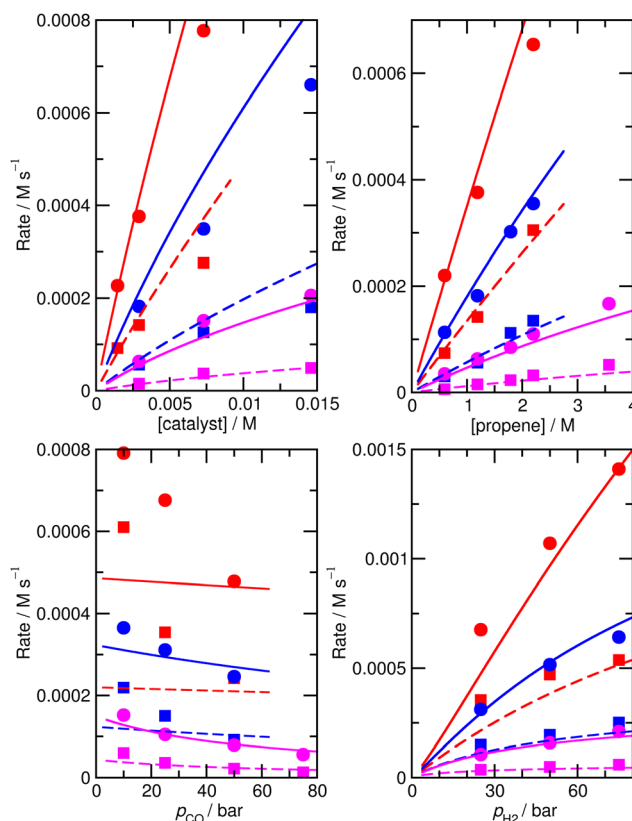 0.0008
0.0006
0.0004
0.0002
0
Rate / M s⁻¹
0 0.005 0.01 0.015
[catalyst] / M
0.0006
0.0004
0.0002
0
Rate / M s⁻¹
0 1 2 3 4
[propene] / M
0.0008
0.0006
0.0004
0.0002
0
Rate / M s⁻¹
0 20 40 60 80
pCO / bar
0.0015
0.001
0.0005
0
Rate / M s⁻¹
30 60
pH2 / bar